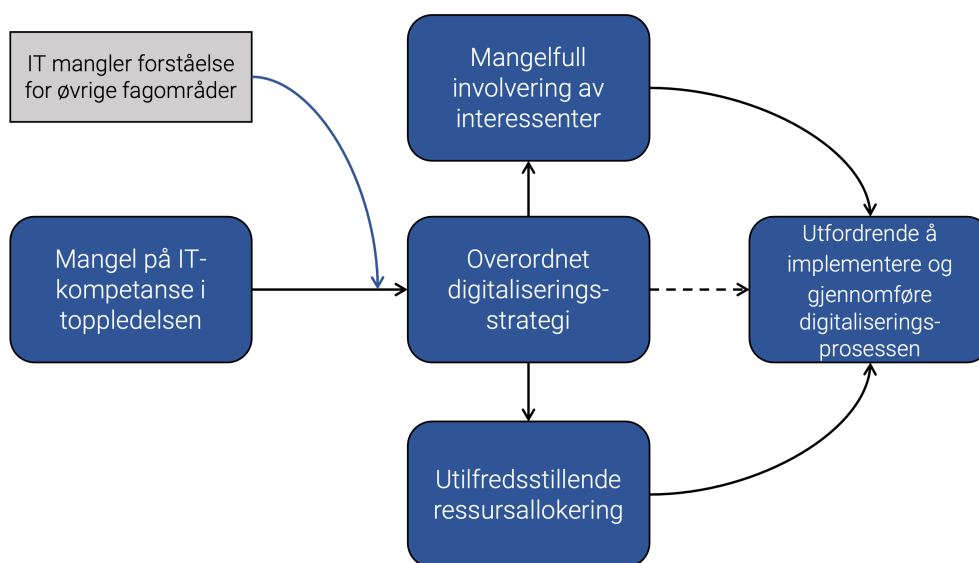 IT mangler forståelse
for øvrige fagområder
Mangelfull
involvering av
interessenter
Mangel på IT-
kompetanse i
toppledelsen
Overordnet
digitaliserings-
strategi
Utfordrende å
implementere og
gjennomføre
digitaliserings-
prosessen
Utilfredsstillende
ressursallokering